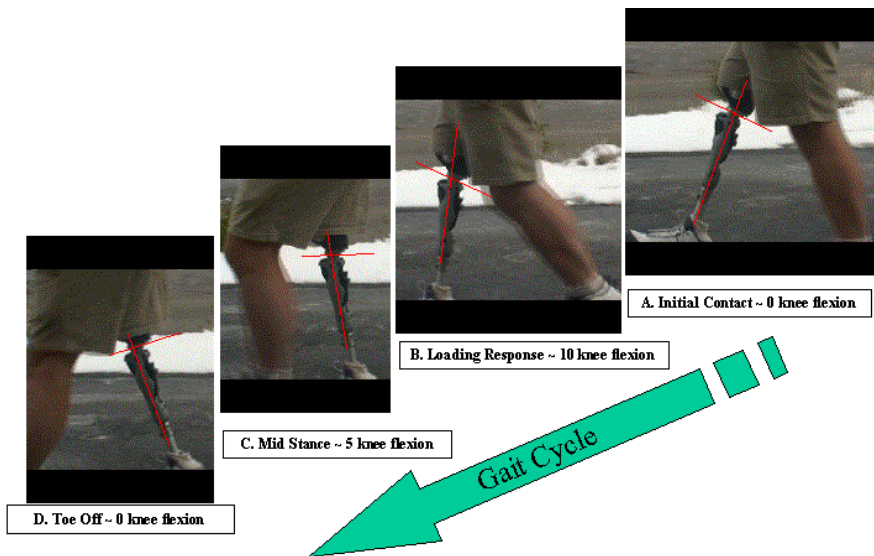 A. Initial Contact ~ 0 knee flexion
B. Loading Response ~ 10 knee flexion
C. Mid Stance ~ 5 knee flexion
D. Toe Off ~ 0 knee flexion
Gait Cycle